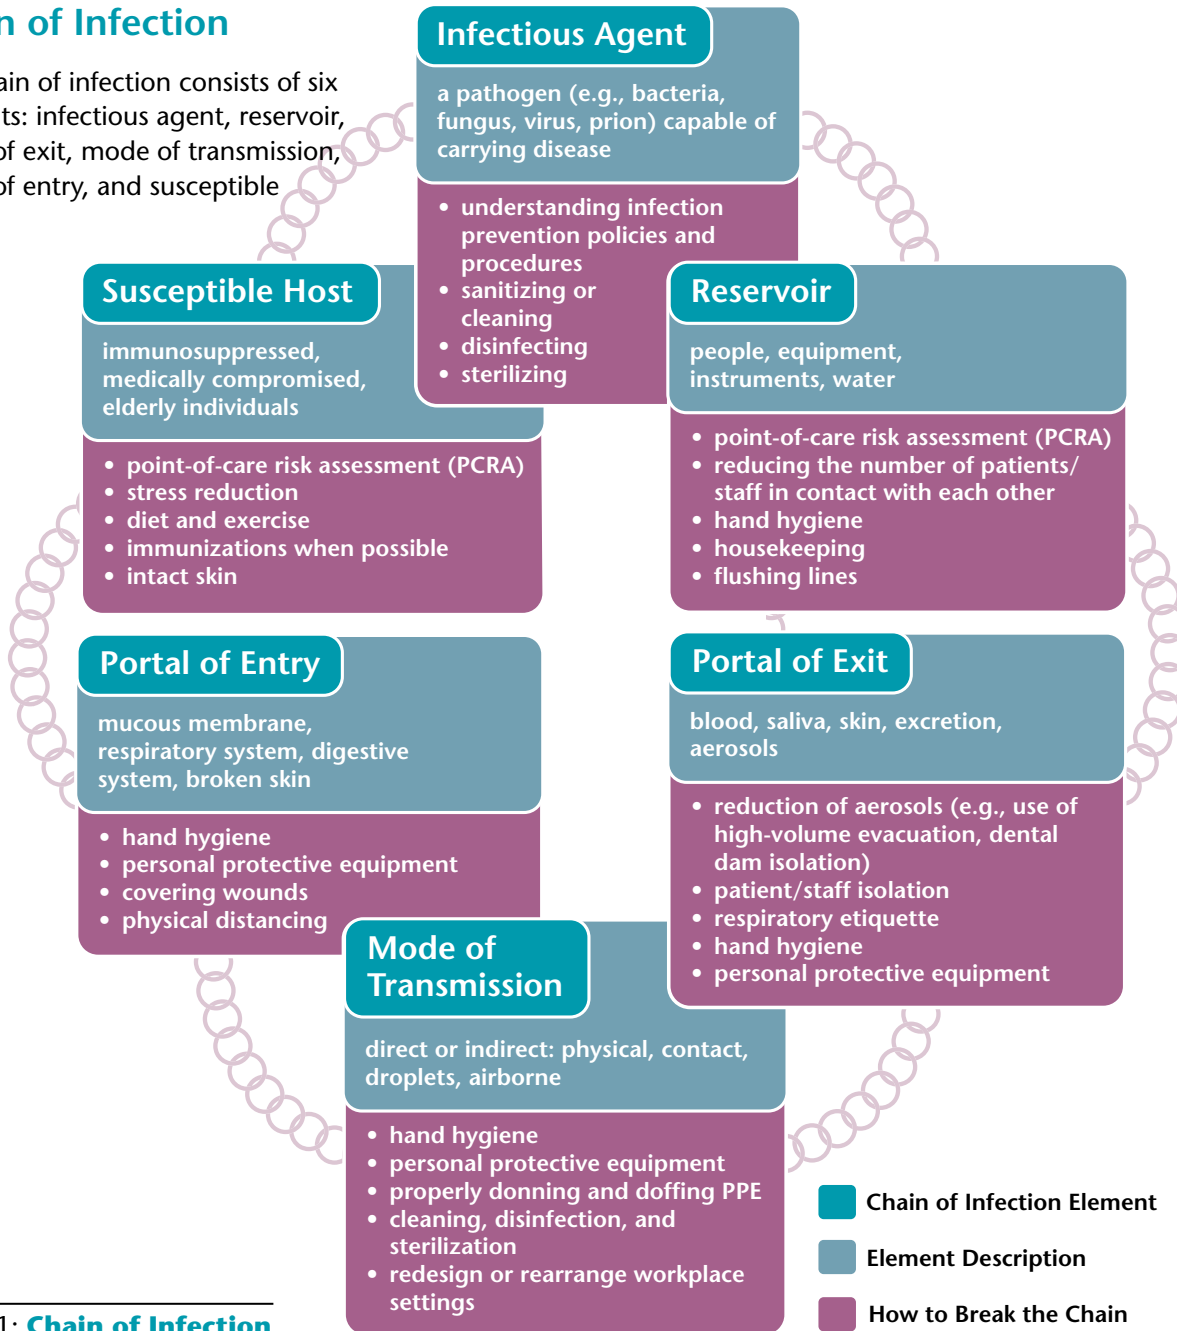 n of Infection
ain of infection consists of six
ts: infectious agent, reservoir,
of exit, mode of transmission,
of entry, and susceptible
Infectious Agent
a pathogen (e.g., bacteria,
fungus, virus, prion) capable of
carrying disease
• understanding infection
prevention policies and
procedures
• sanitizing or
cleaning
• disinfecting
• sterilizing
Susceptible Host
immunosuppressed,
medically compromised,
elderly individuals
• point-of-care risk assessment (PCRA)
• stress reduction
• diet and exercise
• immunizations when possible
• intact skin
Reservoir
people, equipment,
instruments, water
• point-of-care risk assessment (PCRA)
• reducing the number of patients/
staff in contact with each other
• hand hygiene
• housekeeping
• flushing lines
Portal of Entry
mucous membrane,
respiratory system, digestive
system, broken skin
• hand hygiene
• personal protective equipment
• covering wounds
• physical distancing
Portal of Exit
blood, saliva, skin, excretion,
aerosols
• reduction of aerosols (e.g., use of
high-volume evacuation, dental
dam isolation)
• patient/staff isolation
• respiratory etiquette
• hand hygiene
• personal protective equipment
Mode of
Transmission
direct or indirect: physical, contact,
droplets, airborne
• hand hygiene
• personal protective equipment
• properly donning and doffing PPE
• cleaning, disinfection, and
sterilization
• redesign or rearrange workplace
settings
Chain of Infection Element
Element Description
How to Break the Chain
1: Chain of Infection